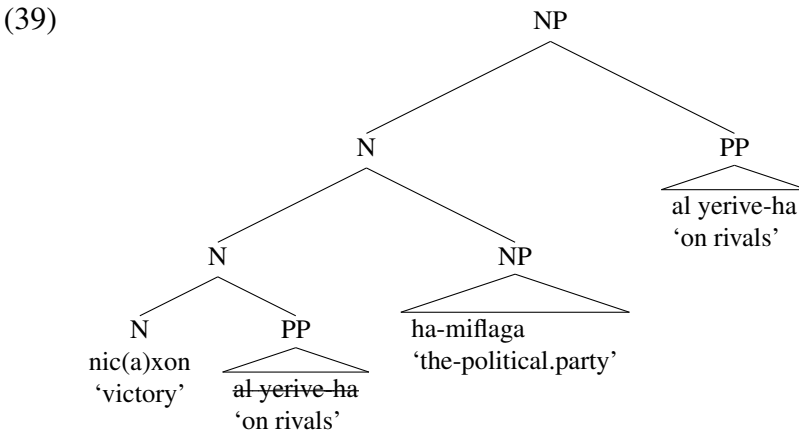 (39)
NP
N
PP
al yerive-ha
‘on rivals’
N
NP
N
PP
ha-miflaga
‘the-political.party’
nic(a)xon
‘victory’
al yerive-ha
‘on rivals’